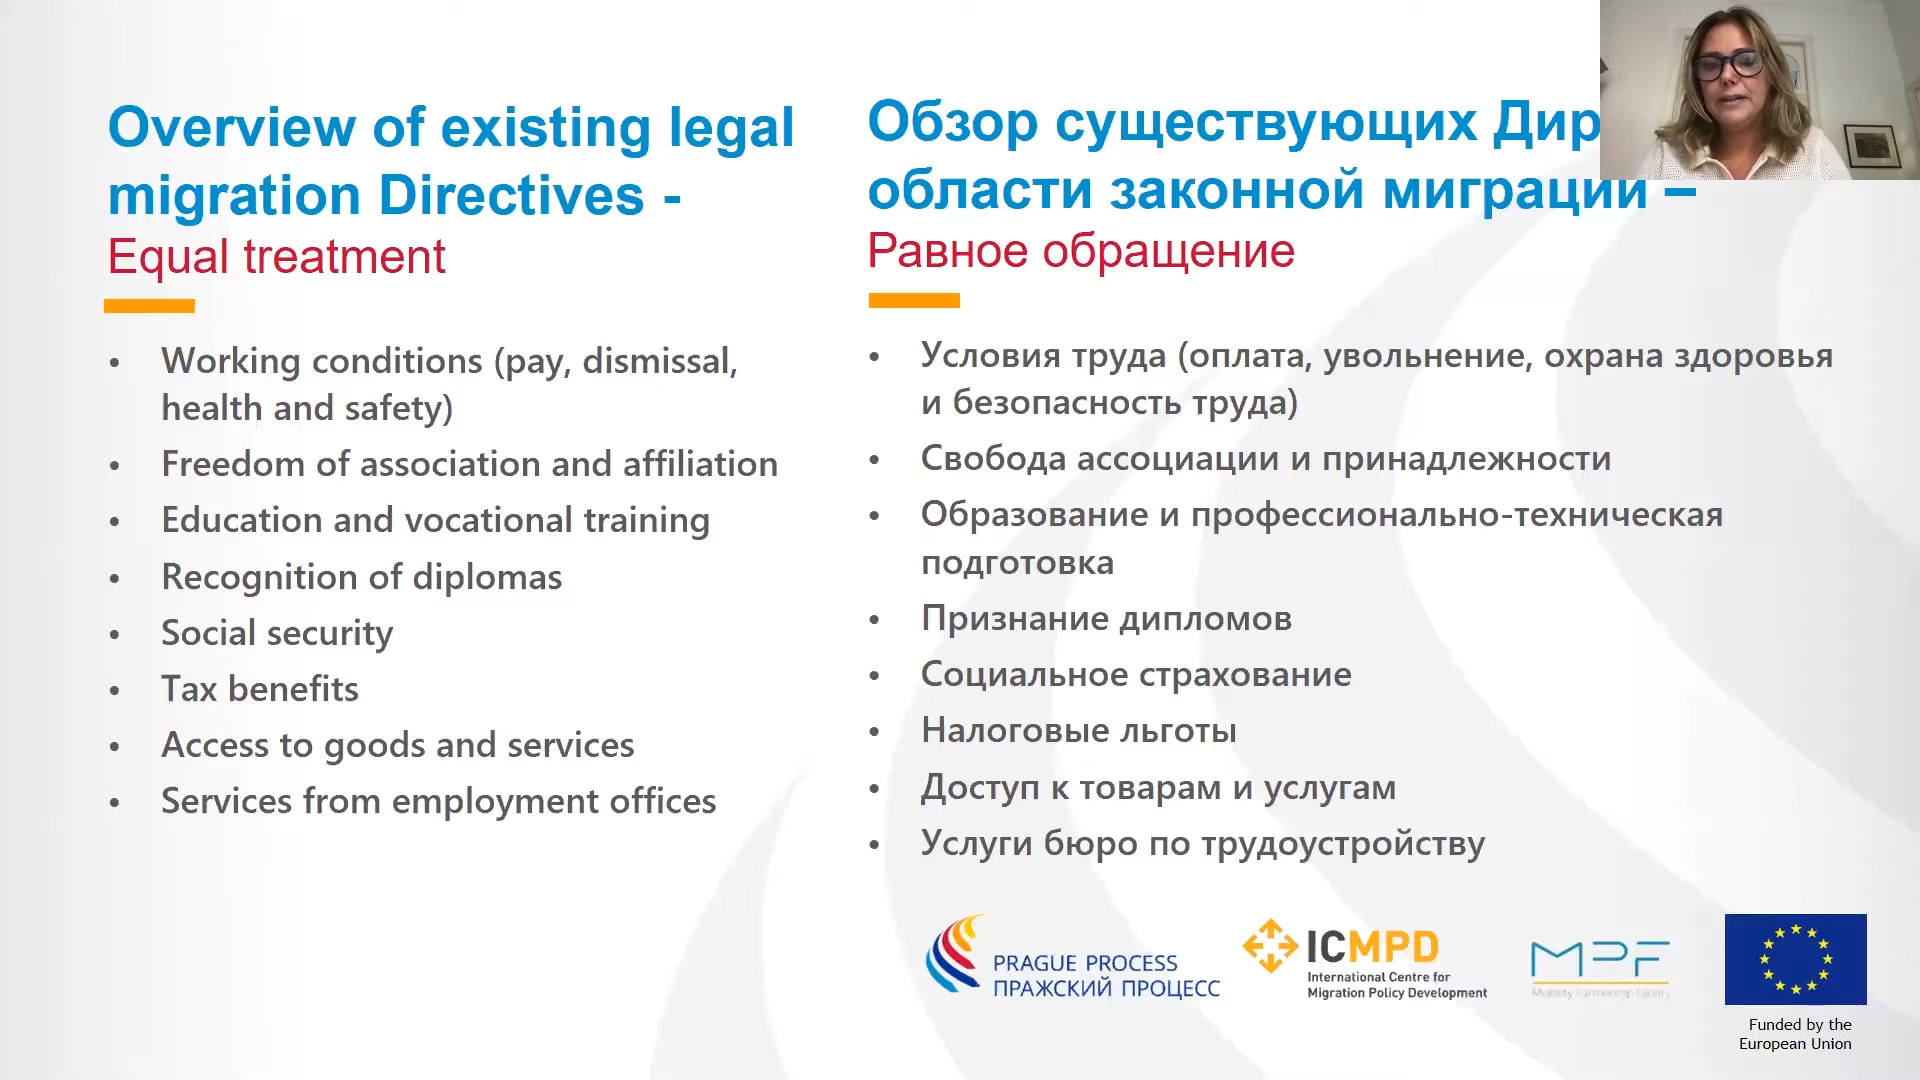 Overview of existing legal
migration Directives -
Equal treatment
• Working conditions (pay, dismissal,
health and safety)
• Freedom of association and affiliation
• Education and vocational training
• Recognition of diplomas
• Social security
• Tax benefits
• Access to goods and services
• Services from employment offices
Обзор существующих Дир
области законной миграции –
Равное обращение
• Условия труда (оплата, увольнение, охрана здоровья
и безопасность труда)
• Свобода ассоциации и принадлежности
• Образование и профессионально-техническая
подготовка
• Признание дипломов
• Социальное страхование
• Налоговые льготы
• Доступ к товарам и услугам
• Услуги бюро по трудоустройству
PRAGUE PROCESS
ПРАЖСКИЙ ПРОЦЕСС
ICMPD
International Centre for
Migration Policy Development
MPF
Mobility Partnership Facility
Funded by the
European Union